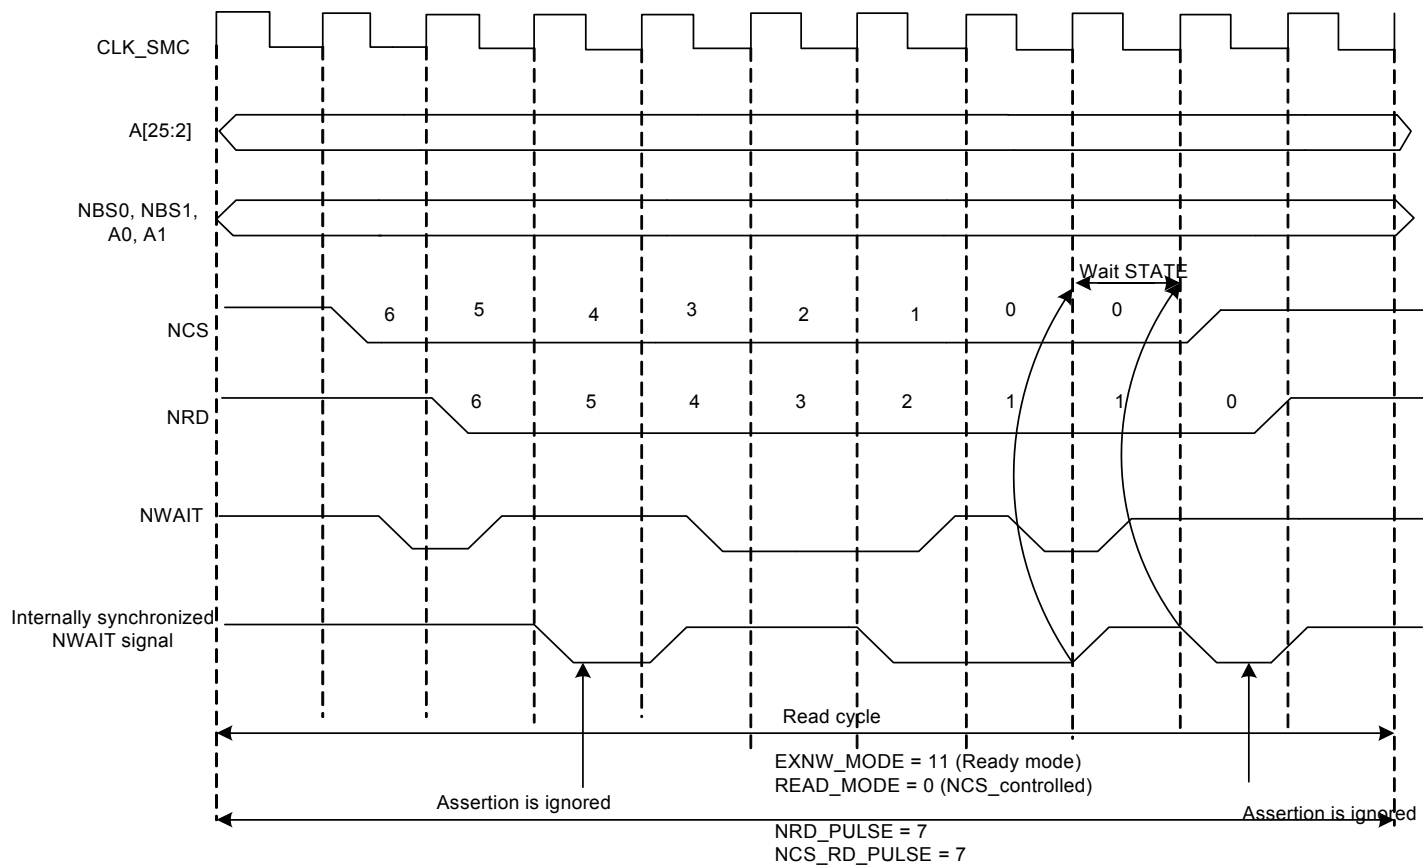 CLK_SMC
A[25:2]
NBS0, NBS1,
A0, A1
Wait STATE
NCS
6 5 4 3 2 1 0 0
NRD
6 5 4 3 2 1 1 0
NWAIT
Internally synchronized
NWAIT signal
Read cycle
EXNW_MODE = 11 (Ready mode)
READ_MODE = 0 (NCS_controlled)
Assertion is ignored
Assertion is ignored
NRD_PULSE = 7
NCS_RD_PULSE = 7